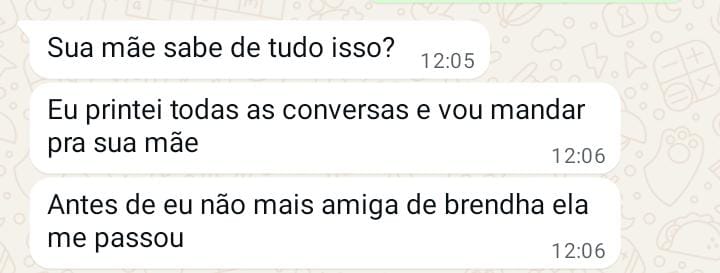 Sua mãe sabe de tudo isso?
12:05
Eu printei todas as conversas e vou mandar
pra sua mãe
12:06
Antes de eu não mais amiga de brendha ela
me passou
12:06